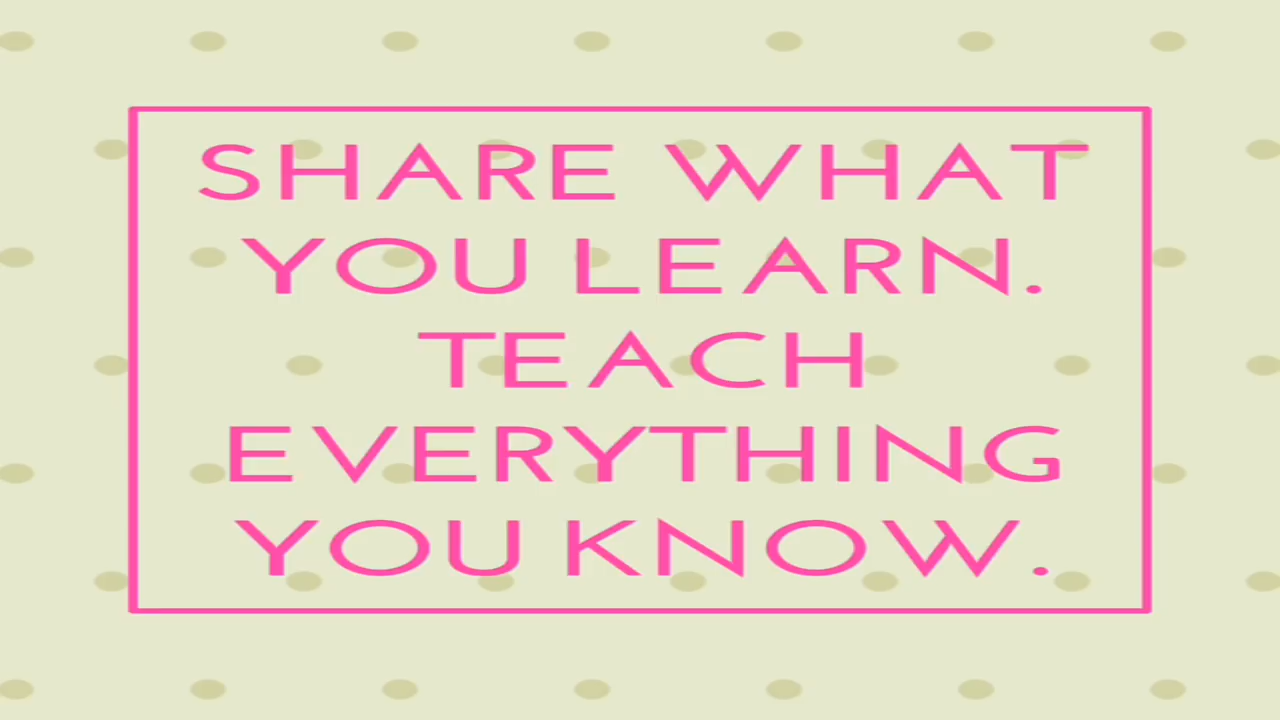 SHARE WHAT
YOU LEARN.
TEACH
EVERYTHING
YOU KNOW.